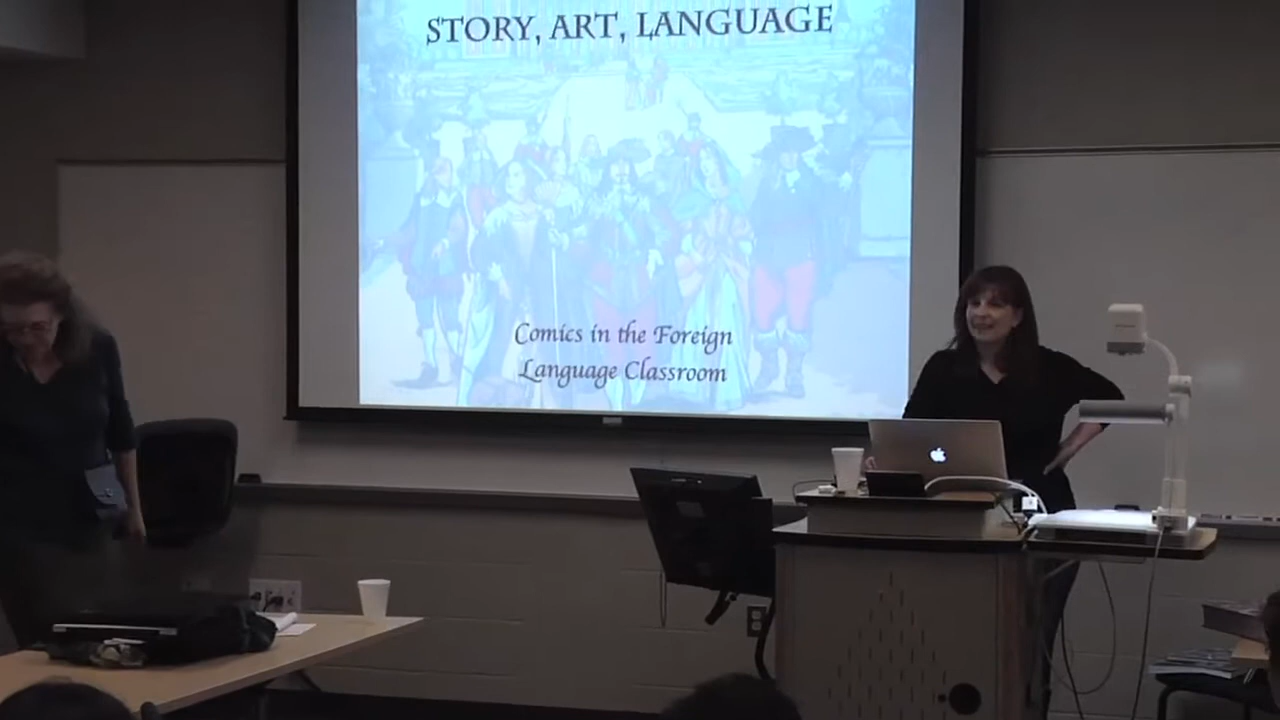 STORY, ART, LANGUAGE
Comics in the Foreign
Language Classroom